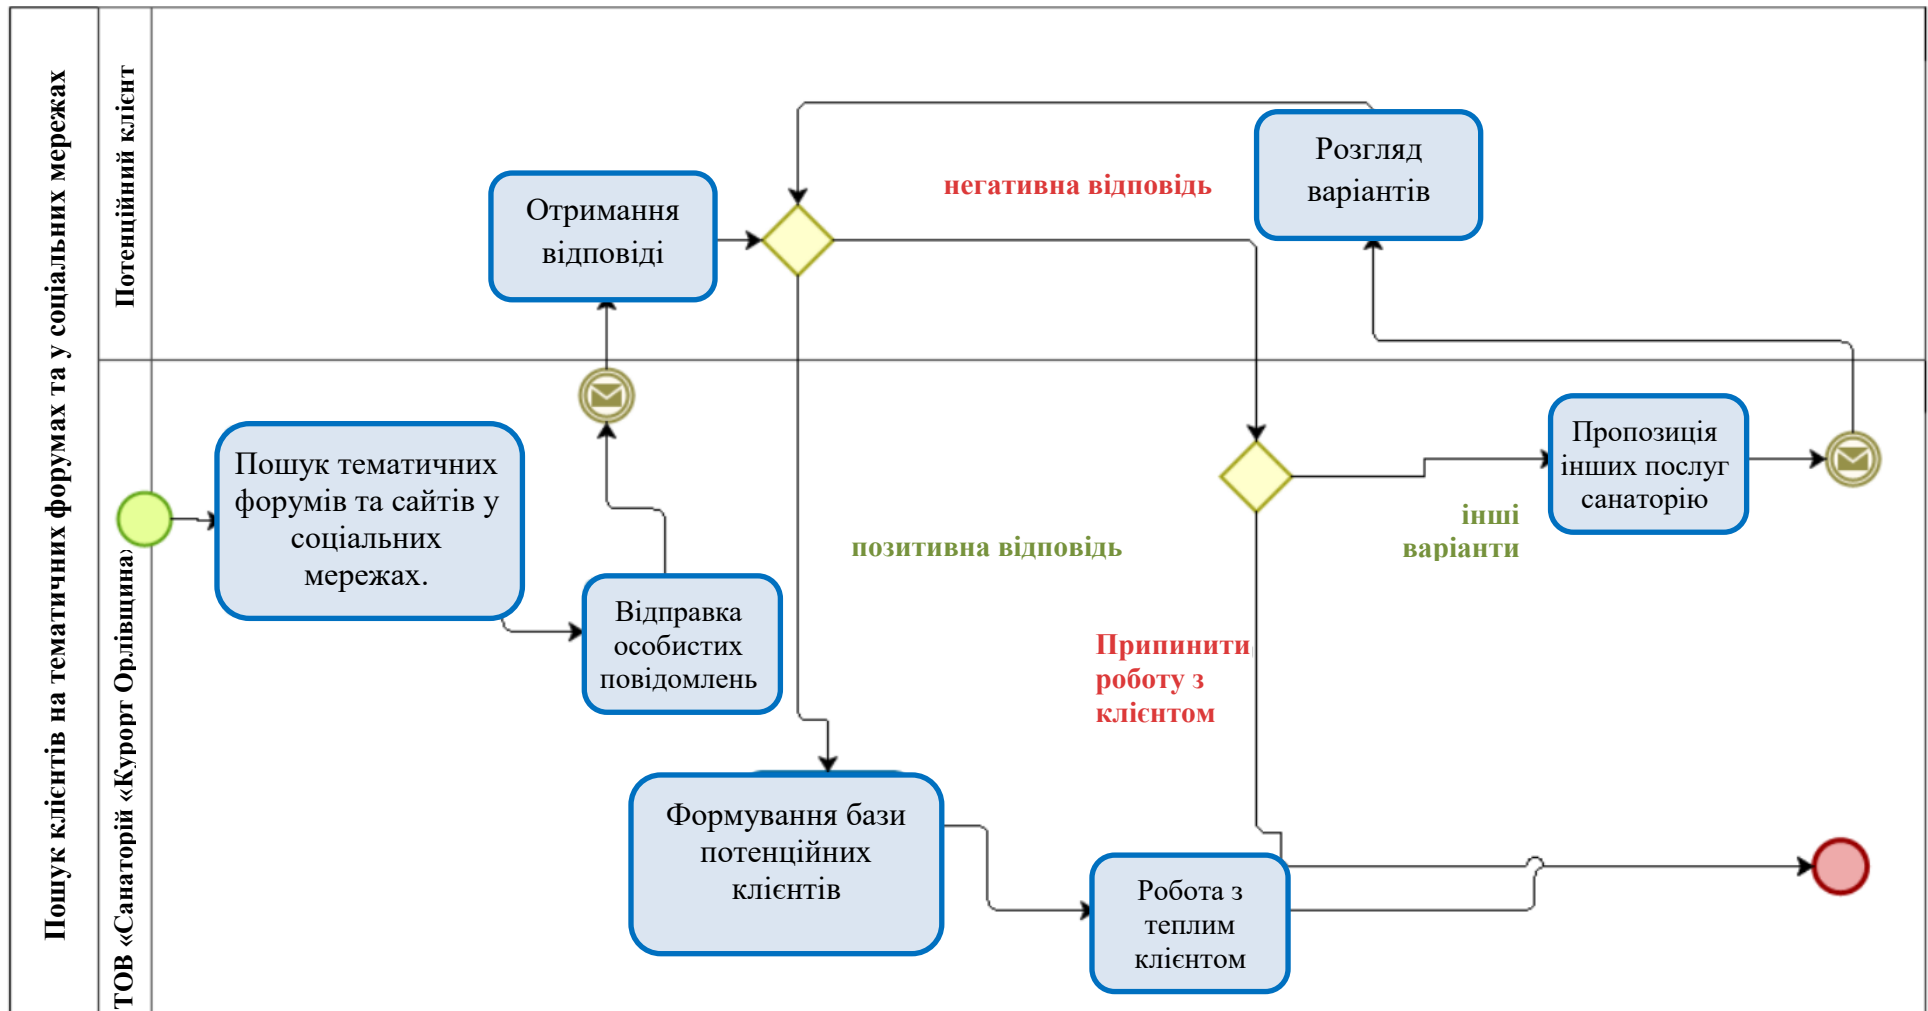 Пошук клієнтів на тематичних форумах та у соціальних мережах
Потенційний клієнт
ТОВ «Санаторій «Курорт Орлівщина»
Розгляд
варіантів
негативна відповідь
Отримання
відповіді
Пошук тематичних
форумів та сайтів у
соціальних
мережах.
Пропозиція
інших послуг
санаторію
інші
варіанти
позитивна відповідь
Відправка
особистих
повідомлень
Припинити
роботу з
клієнтом
Формування бази
потенційних
клієнтів
Робота з
теплим
клієнтом